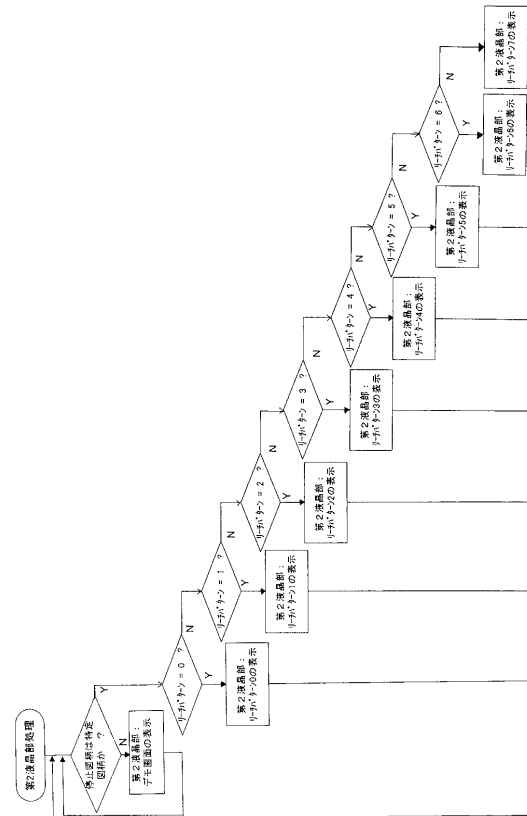 第2液晶部処理
停止図柄は特定
図柄か ?
Y
N
第2液晶部:
デモ画面の表示
リーチパターン = 0 ?
N
Y
第2液晶部:
リーチパターン0の表示
リーチパターン = 1 ?
N
Y
第2液晶部:
リーチパターン1の表示
リーチパターン = 2 ?
N
Y
第2液晶部:
リーチパターン2の表示
リーチパターン = 3 ?
N
Y
第2液晶部:
リーチパターン3の表示
リーチパターン = 4 ?
N
Y
第2液晶部:
リーチパターン4の表示
リーチパターン = 5 ?
N
Y
第2液晶部:
リーチパターン5の表示
リーチパターン = 6 ?
N
Y
第2液晶部:
リーチパターン6の表示
第2液晶部:
リーチパターン7の表示